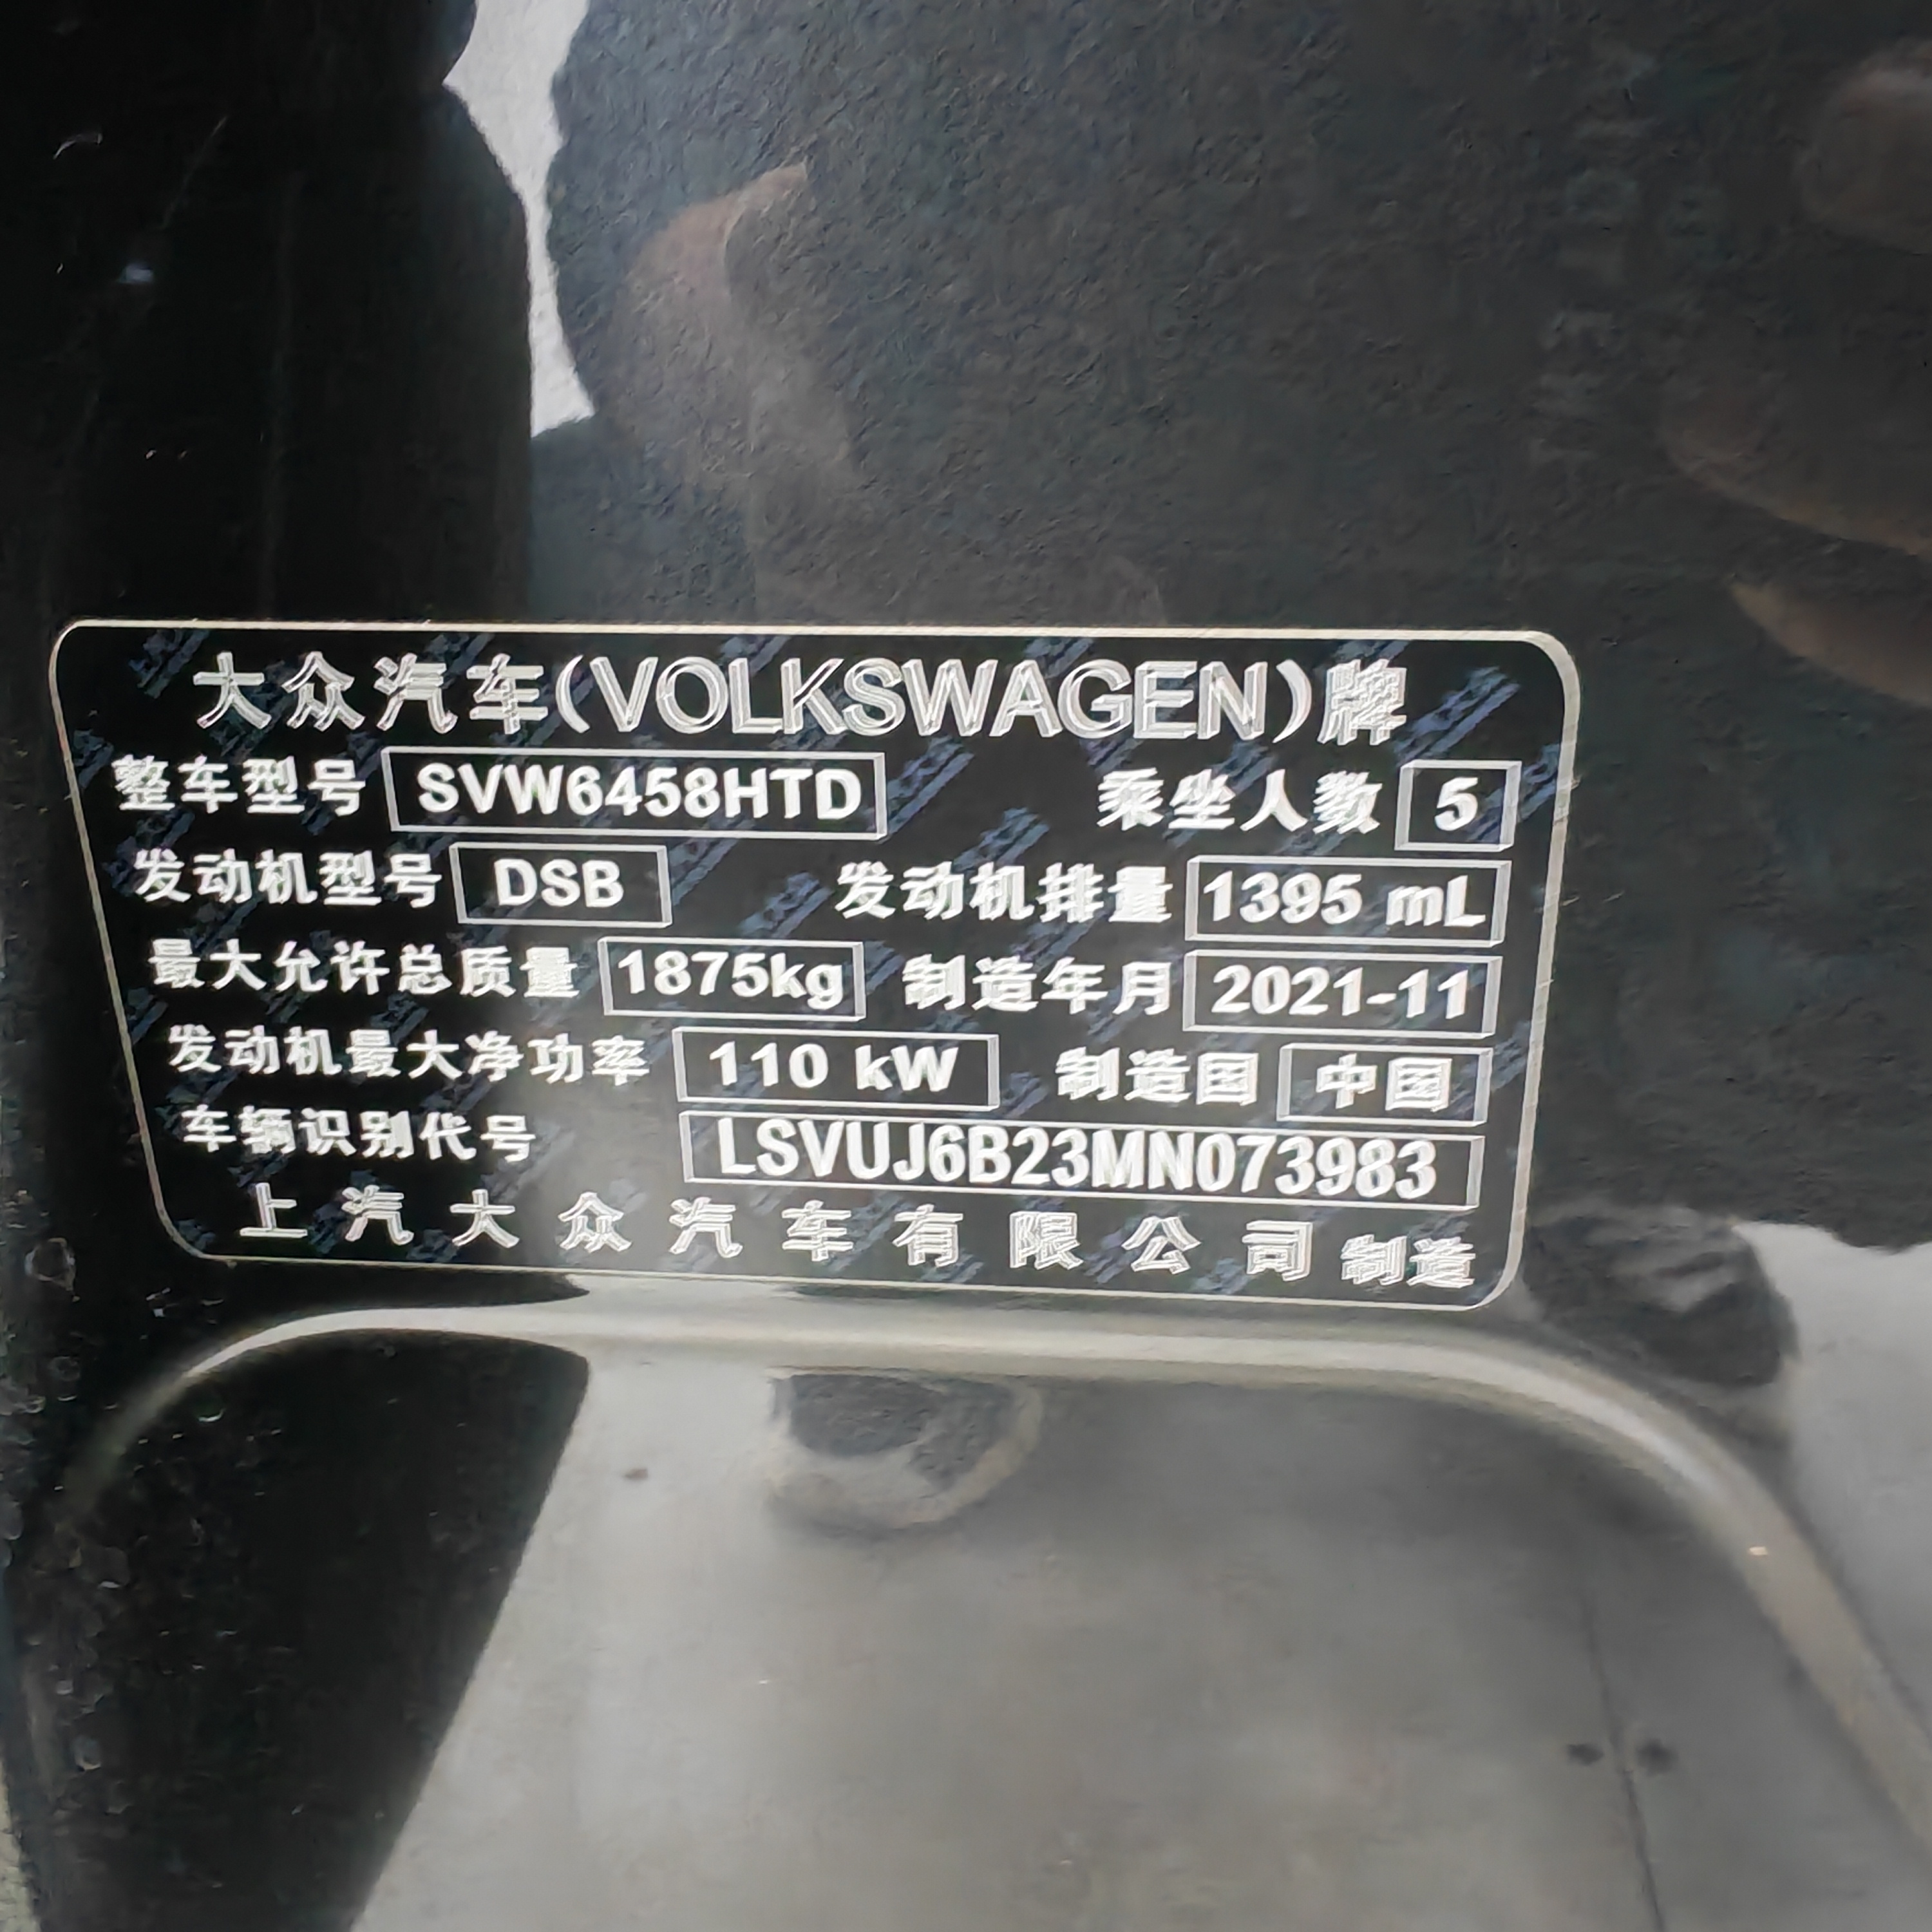 大众汽车(VOLKSWAGEN)牌
整车型号 SVW6458HTD 乘坐人数 5
发动机型号 DSB 发动机排量 1395 mL
最大允许总质量 1875kg 制造年月 2021-11
发动机最大净功率 110 kW 制造国 中国
车辆识别代号 LSVUJ6B23MN073983
上汽大众汽车有限公司 制造